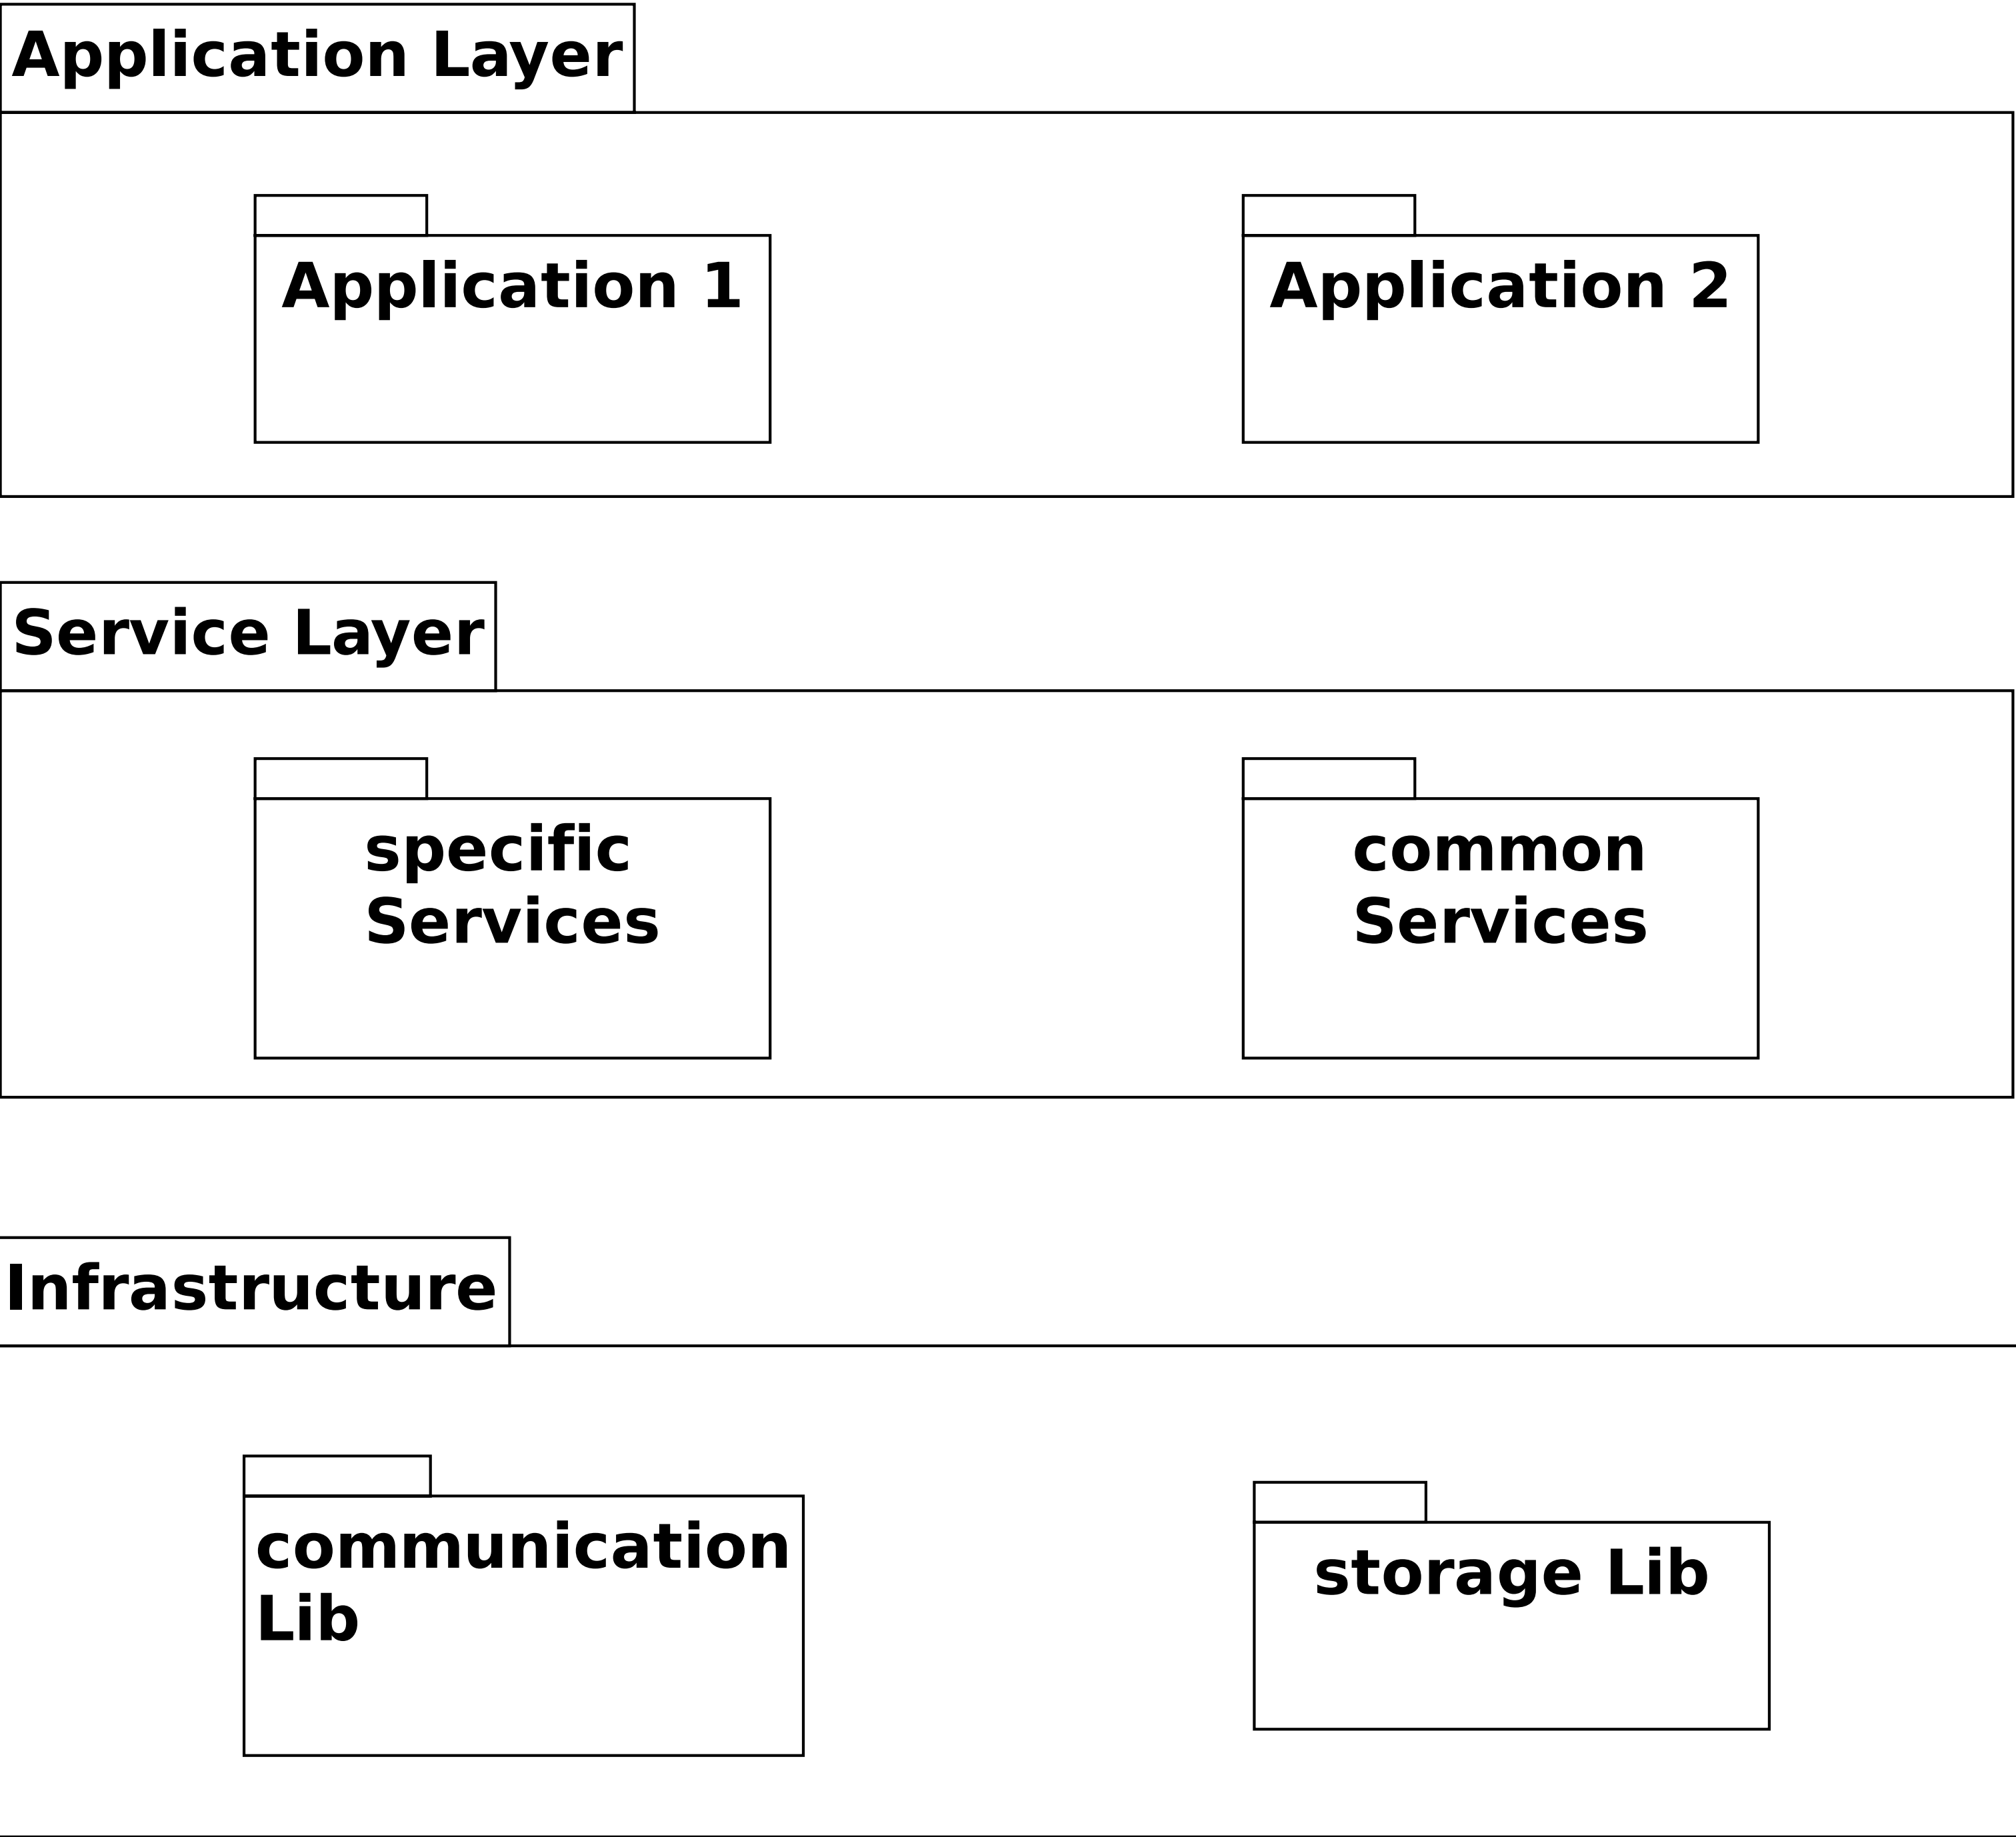 Application Layer
Application 1
Application 2
Service Layer
specific
Services
common
Services
Infrastructure
communication
Lib
storage Lib